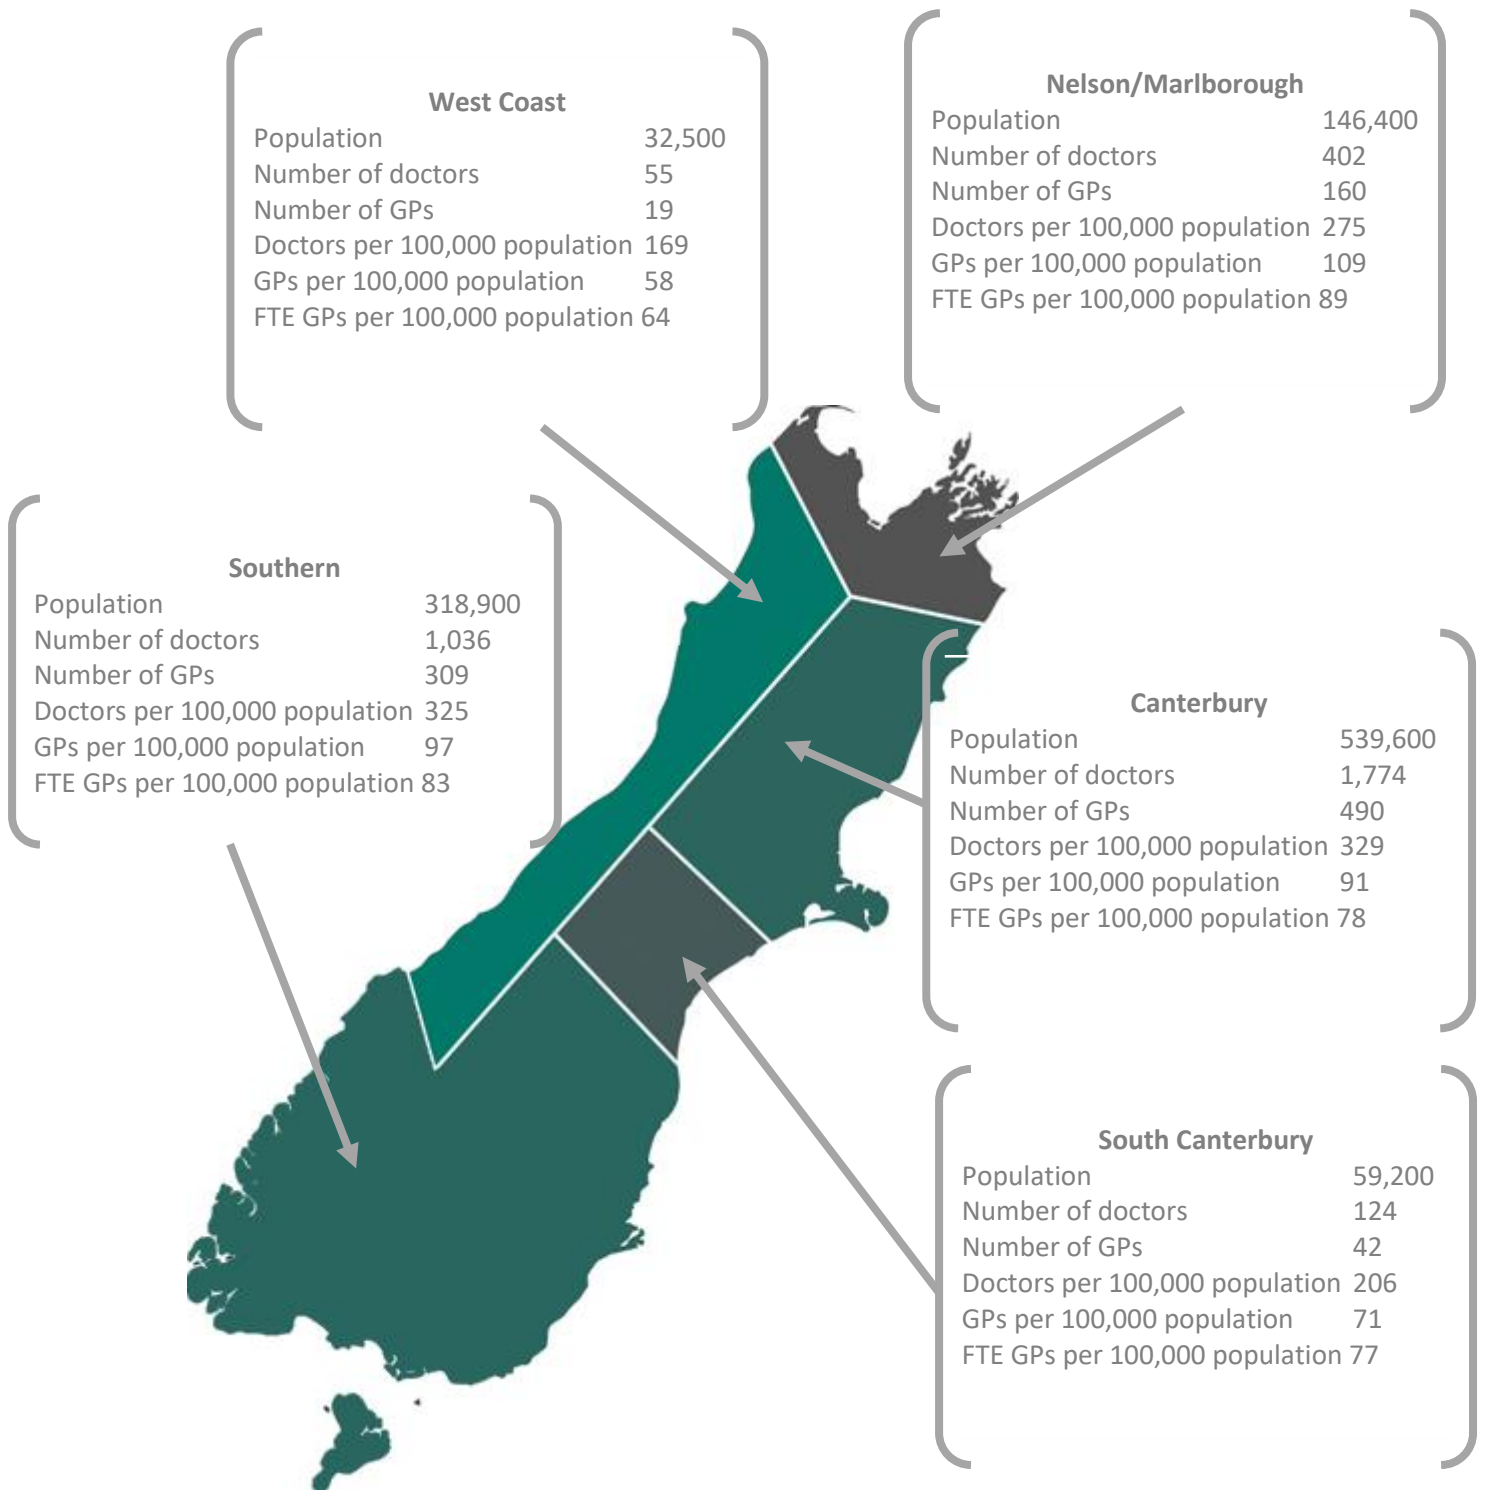 West Coast
Population 32,500
Number of doctors 55
Number of GPs 19
Doctors per 100,000 population 169
GPs per 100,000 population 58
FTE GPs per 100,000 population 64
Nelson/Marlborough
Population 146,400
Number of doctors 402
Number of GPs 160
Doctors per 100,000 population 275
GPs per 100,000 population 109
FTE GPs per 100,000 population 89
Southern
Population 318,900
Number of doctors 1,036
Number of GPs 309
Doctors per 100,000 population 325
GPs per 100,000 population 97
FTE GPs per 100,000 population 83
Canterbury
Population 539,600
Number of doctors 1,774
Number of GPs 490
Doctors per 100,000 population 329
GPs per 100,000 population 91
FTE GPs per 100,000 population 78
South Canterbury
Population 59,200
Number of doctors 124
Number of GPs 42
Doctors per 100,000 population 206
GPs per 100,000 population 71
FTE GPs per 100,000 population 77